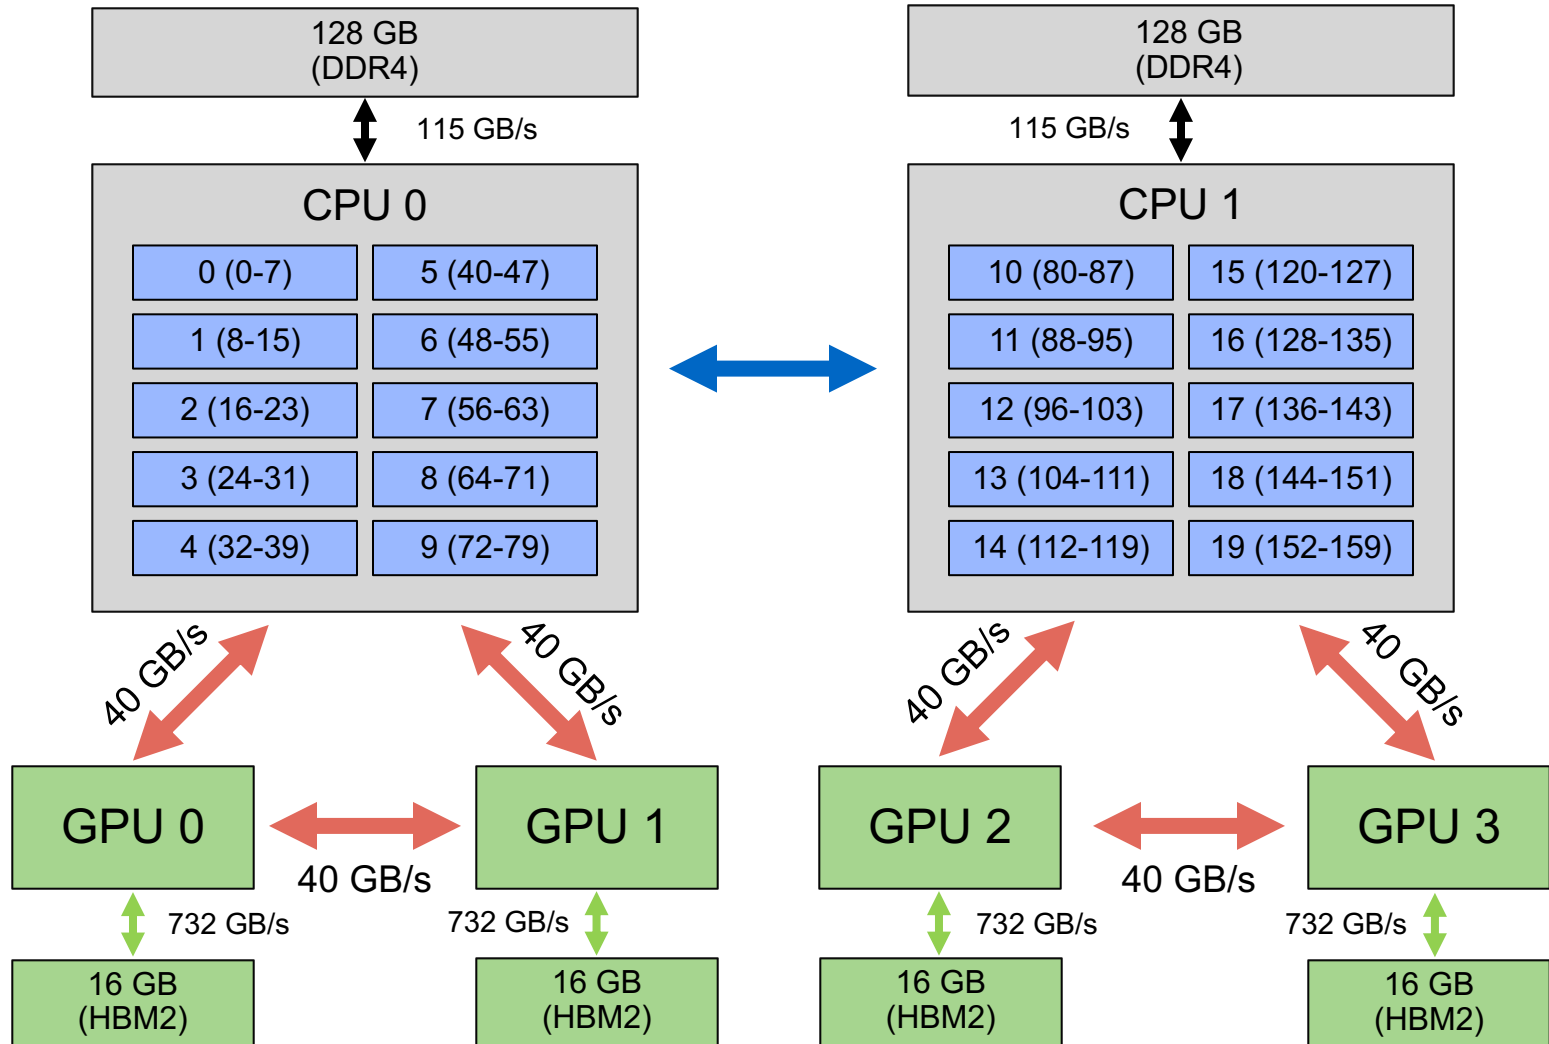 128 GB
(DDR4)
128 GB
(DDR4)
115 GB/s
115 GB/s
CPU 0
CPU 1
0 (0-7)
5 (40-47)
10 (80-87)
15 (120-127)
1 (8-15)
6 (48-55)
11 (88-95)
16 (128-135)
2 (16-23)
7 (56-63)
12 (96-103)
17 (136-143)
3 (24-31)
8 (64-71)
13 (104-111)
18 (144-151)
4 (32-39)
9 (72-79)
14 (112-119)
19 (152-159)
40 GB/s
40 GB/s
40 GB/s
40 GB/s
GPU 0
GPU 1
GPU 2
GPU 3
40 GB/s
40 GB/s
732 GB/s
732 GB/s
732 GB/s
732 GB/s
16 GB
(HBM2)
16 GB
(HBM2)
16 GB
(HBM2)
16 GB
(HBM2)